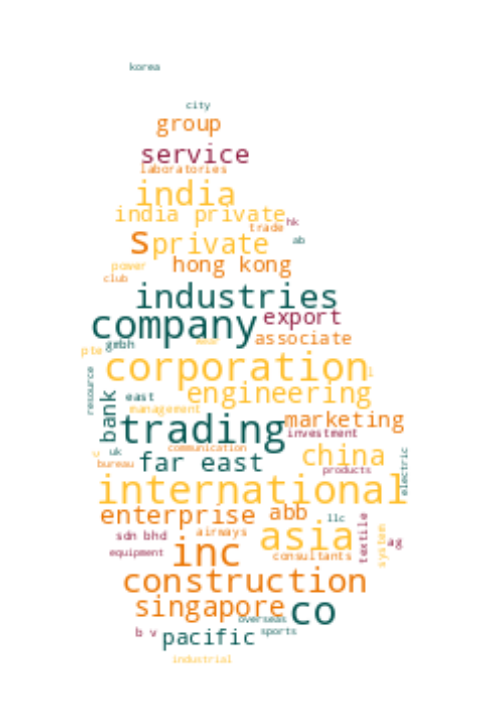 korea
city
group
service
laboratories
india
india private
hk
trade
s private
ab
power
hong kong
club
industries
company
export
associate
gmbh
pte
corporation
engineering
resource
east
bank
management
trading
marketing
investment
communication
uk
china
far east
bureau
products
electric
international
enterprise
abb
llc
asia
textile
system
ag
sdn bhd
airways
inc
equipment
consultants
construction
singapore
co
overseas
b v
pacific
sports
industrial